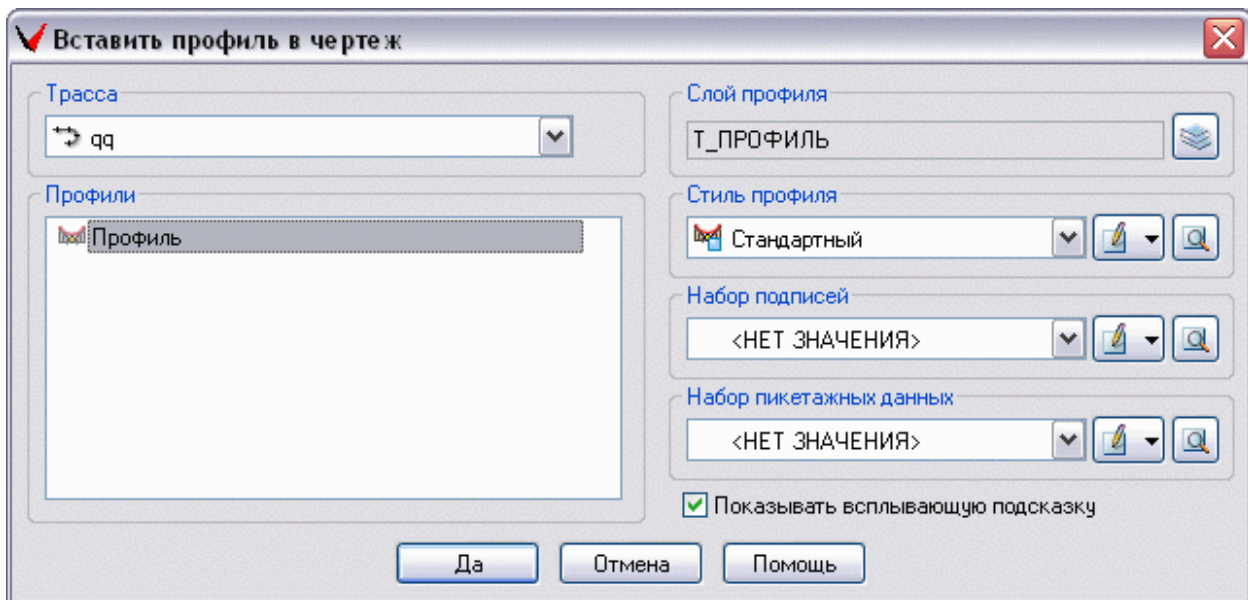 Вставить профиль в чертеж
Трасса
qq
Профили
Профиль
Слой профиля
Т_ПРОФИЛЬ
Стиль профиля
Стандартный
Набор подписей
<НЕТ ЗНАЧЕНИЯ>
Набор пикетажных данных
<НЕТ ЗНАЧЕНИЯ>
Показывать всплывающую подсказку
Да
Отмена
Помощь